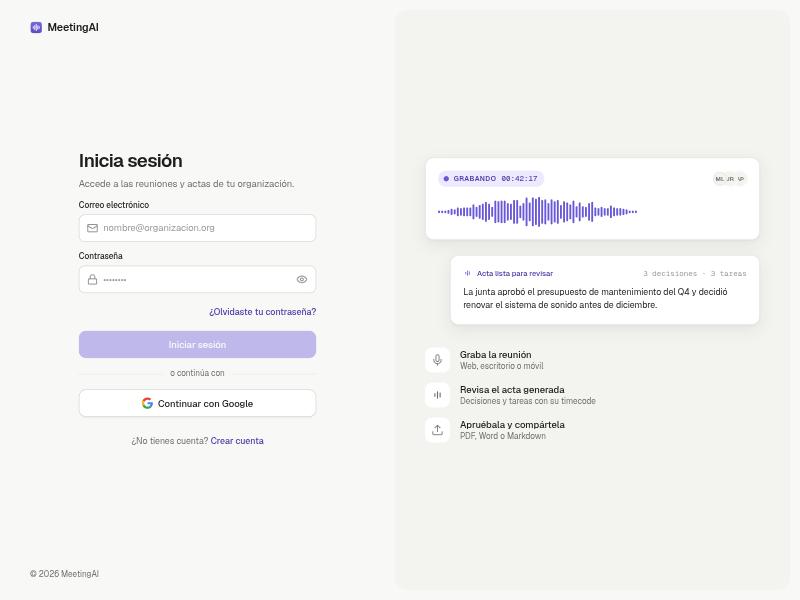 MeetingAI
Inicia sesión
Accede a las reuniones y actas de tu organización.
Correo electrónico
nombre@organizacion.org
Contraseña
••••••••
¿Olvidaste tu contraseña?
Iniciar sesión
o continúa con
Continuar con Google
¿No tienes cuenta? Crear cuenta
© 2026 MeetingAI
GRABANDO 00:42:17
ML JR
Acta lista para revisar
3 decisiones · 3 tareas
La junta aprobó el presupuesto de mantenimiento del Q4 y decidió
renovar el sistema de sonido antes de diciembre.
Graba la reunión
Web, escritorio o móvil
Revisa el acta generada
Decisiones y tareas con su timecode
Apruébala y compártela
PDF, Word o Markdown